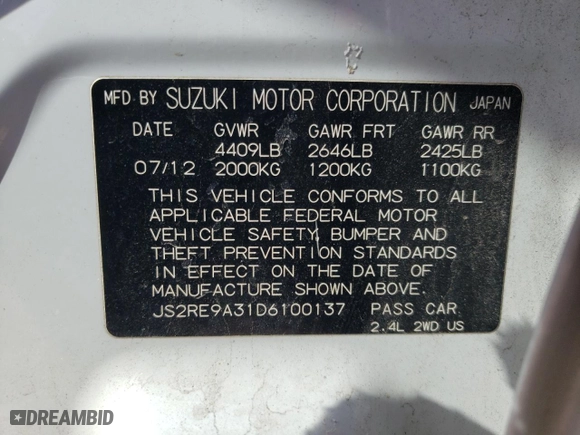 MFD BY SUZUKI MOTOR CORPORATION JAPAN
DATE GVWR GAWR FRT GAWR RR
4409LB 2646LB 2425LB
07/12 2000KG 1200KG 1100KG
THIS VEHICLE CONFORMS TO ALL
APPLICABLE FEDERAL MOTOR
VEHICLE SAFETY, BUMPER AND
THEFT PREVENTION STANDARDS
IN EFFECT ON THE DATE OF
MANUFACTURE SHOWN ABOVE.
JS2RE9A31D6100137 PASS CAR
2.4L 2WD US
DREAMBID